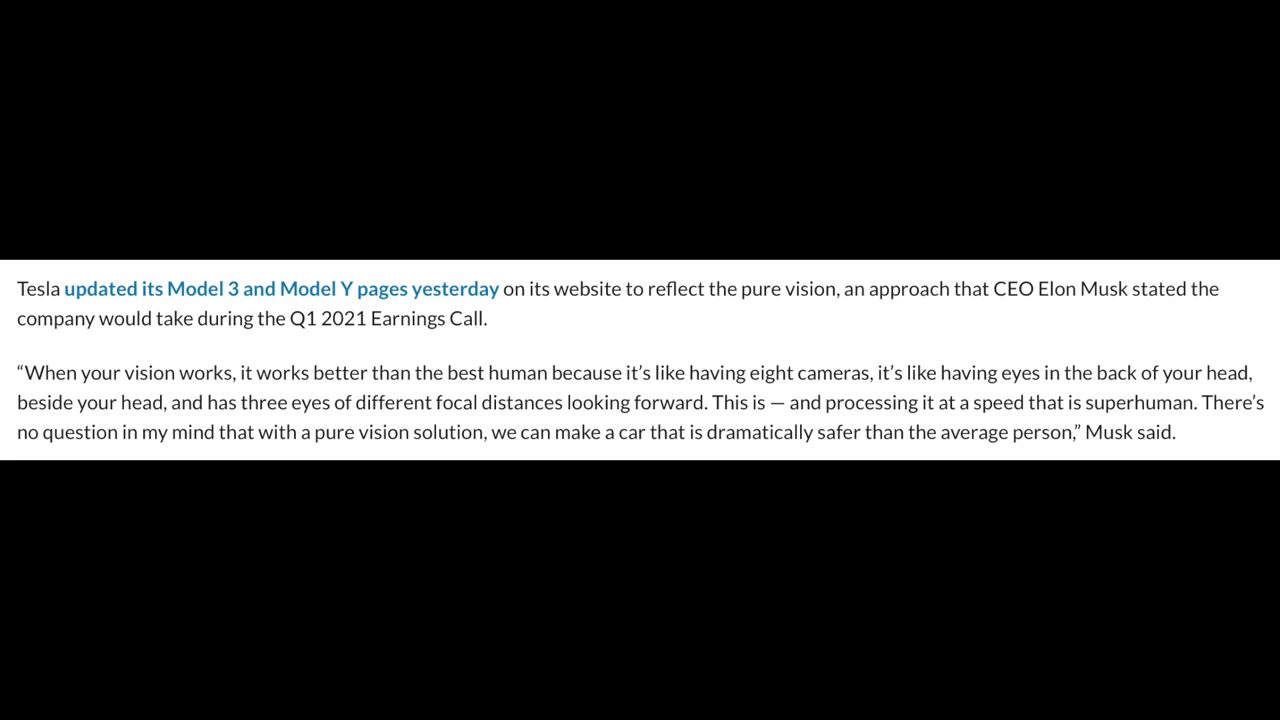 Tesla updated its Model 3 and Model Y pages yesterday on its website to reflect the pure vision, an approach that CEO Elon Musk stated the
company would take during the Q1 2021 Earnings Call.
“When your vision works, it works better than the best human because it’s like having eight cameras, it’s like having eyes in the back of your head,
beside your head, and has three eyes of different focal distances looking forward. This is — and processing it at a speed that is superhuman. There’s
no question in my mind that with a pure vision solution, we can make a car that is dramatically safer than the average person,” Musk said.